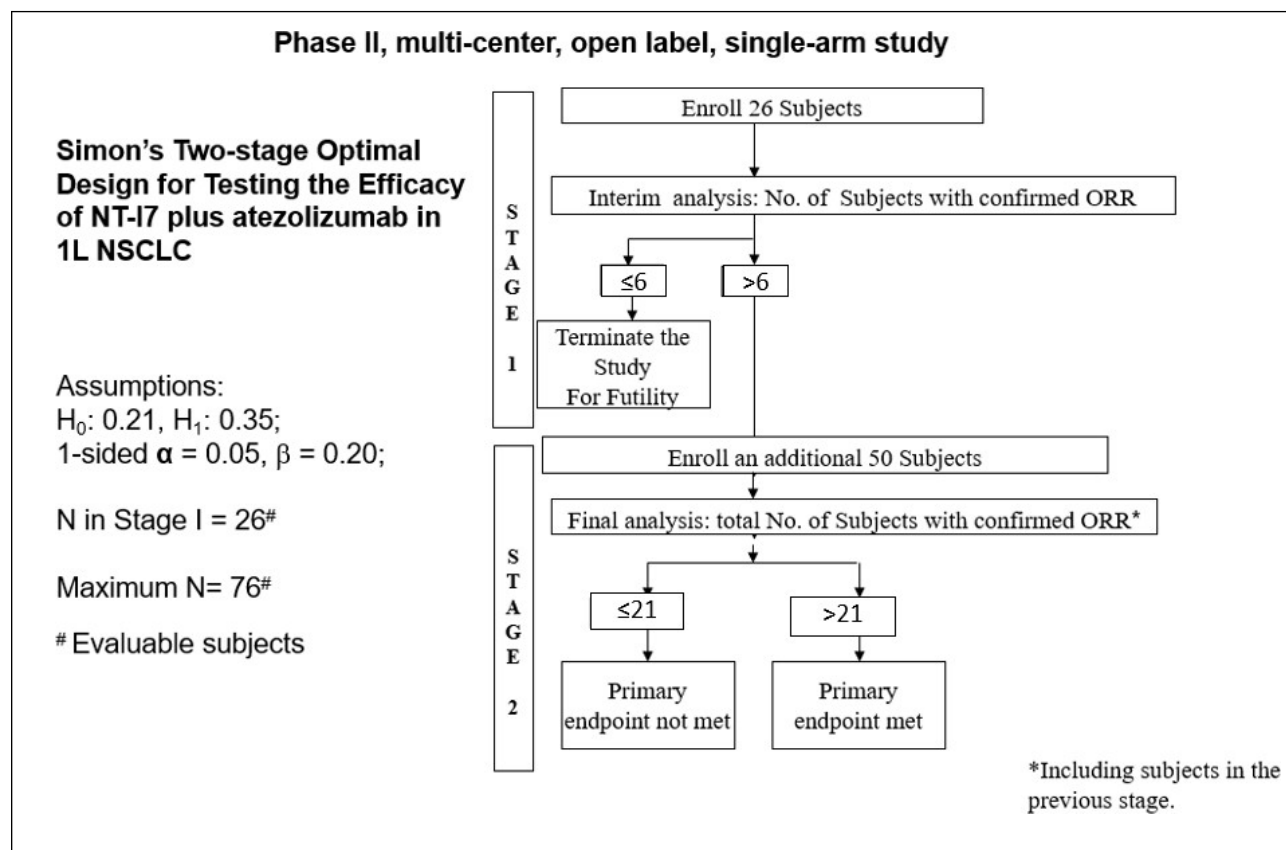 Phase II, multi-center, open label, single-arm study
Simon's Two-stage Optimal
Design for Testing the Efficacy
of NT-I7 plus atezolizumab in
1L NSCLC
Assumptions:
H₀: 0.21, H₁: 0.35;
1-sided α = 0.05, β = 0.20;
N in Stage I = 26#
Maximum N= 76#
# Evaluable subjects
STAGE 1
Enroll 26 Subjects
Interim analysis: No. of Subjects with confirmed ORR
≤6
>6
Terminate the
Study
For Futility
STAGE 2
Enroll an additional 50 Subjects
Final analysis: total No. of Subjects with confirmed ORR*
≤21
>21
Primary
endpoint not met
Primary
endpoint met
*Including subjects in the
previous stage.